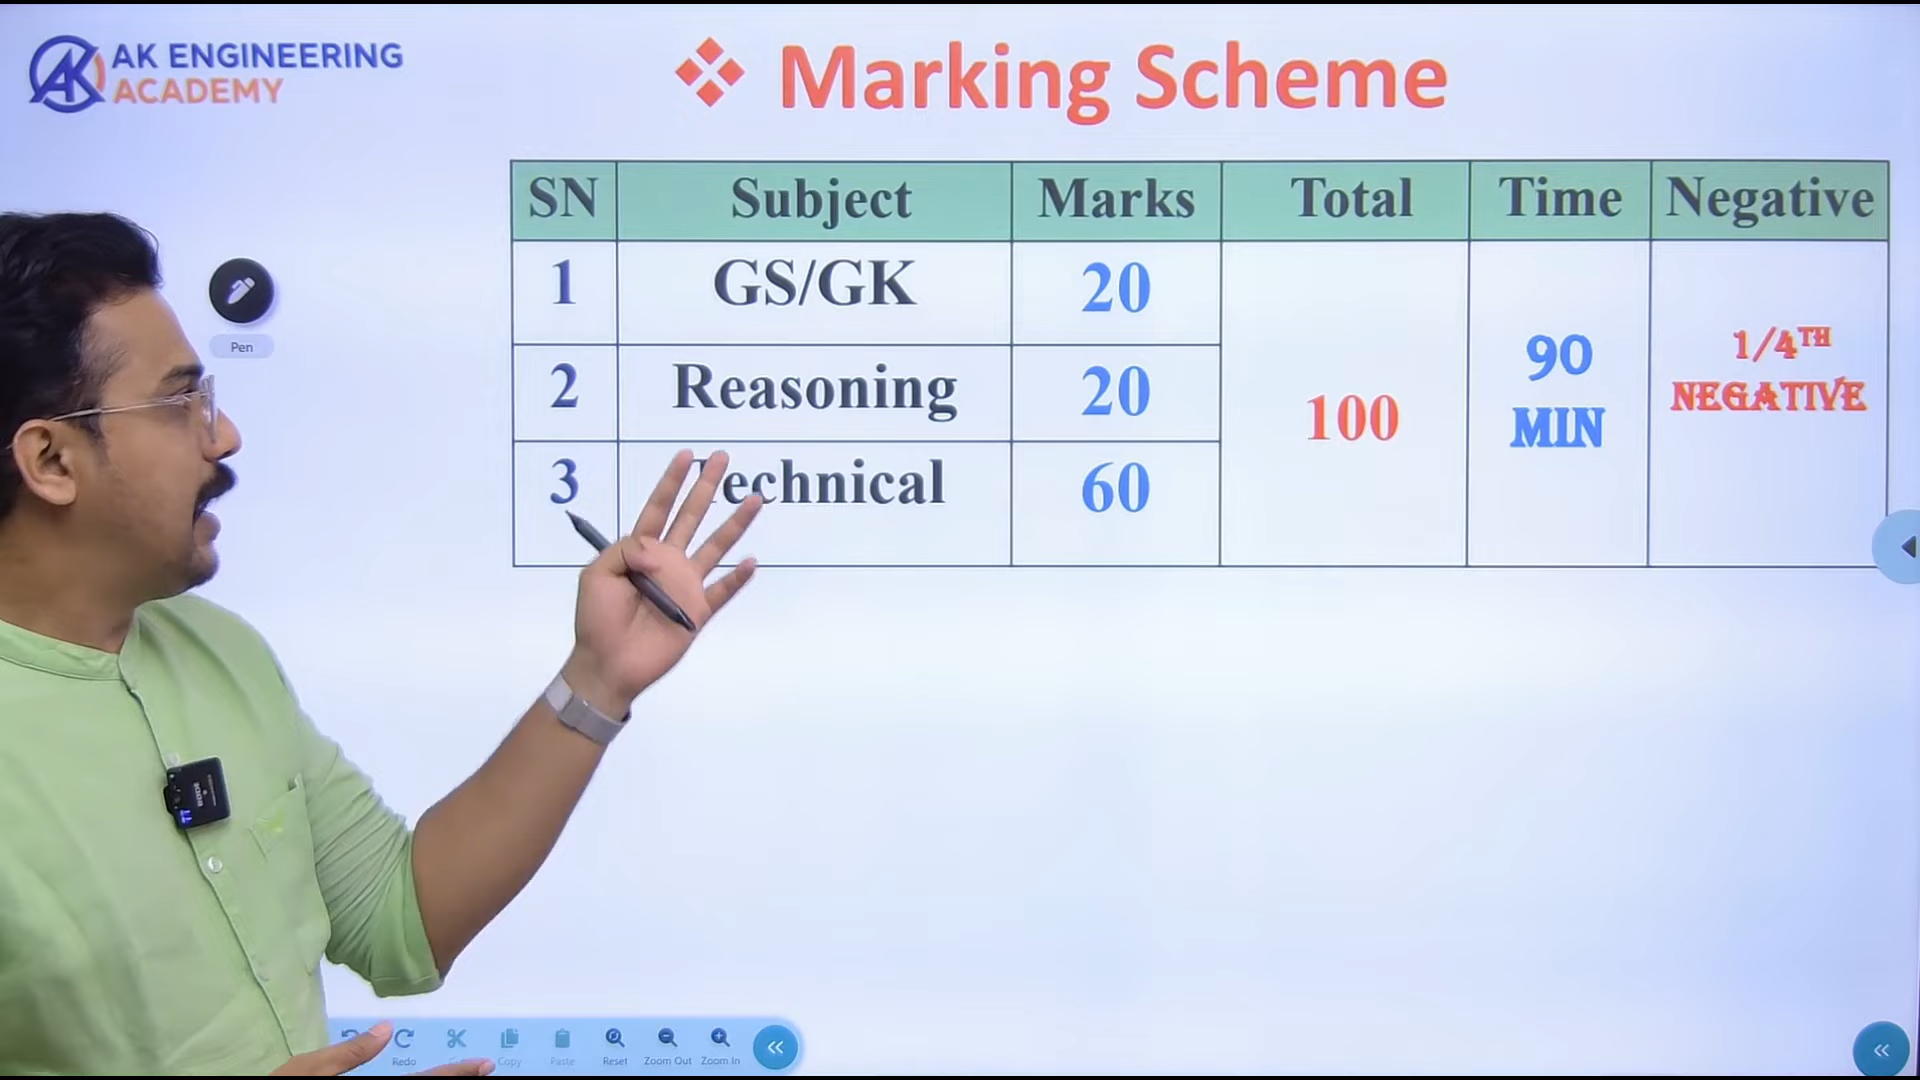 AK ENGINEERING
ACADEMY
❖ Marking Scheme
Pen
SN Subject Marks Total Time Negative
1 GS/GK 20
2 Reasoning 20
3 Technical 60
100
90
MIN
1/4TH
NEGATIVE
Redo Copy Paste Reset Zoom Out Zoom In